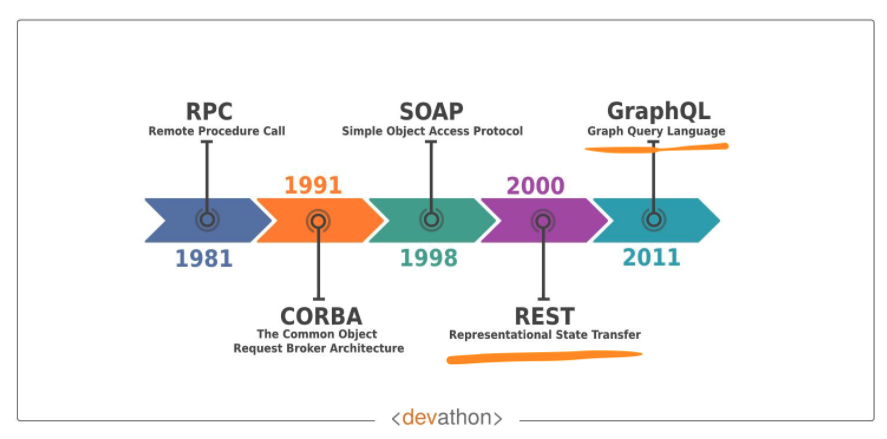 RPC
Remote Procedure Call
SOAP
Simple Object Access Protocol
GraphQL
Graph Query Language
1991
2000
1981
1998
2011
CORBA
The Common Object
Request Broker Architecture
REST
Representational State Transfer
<devathon>